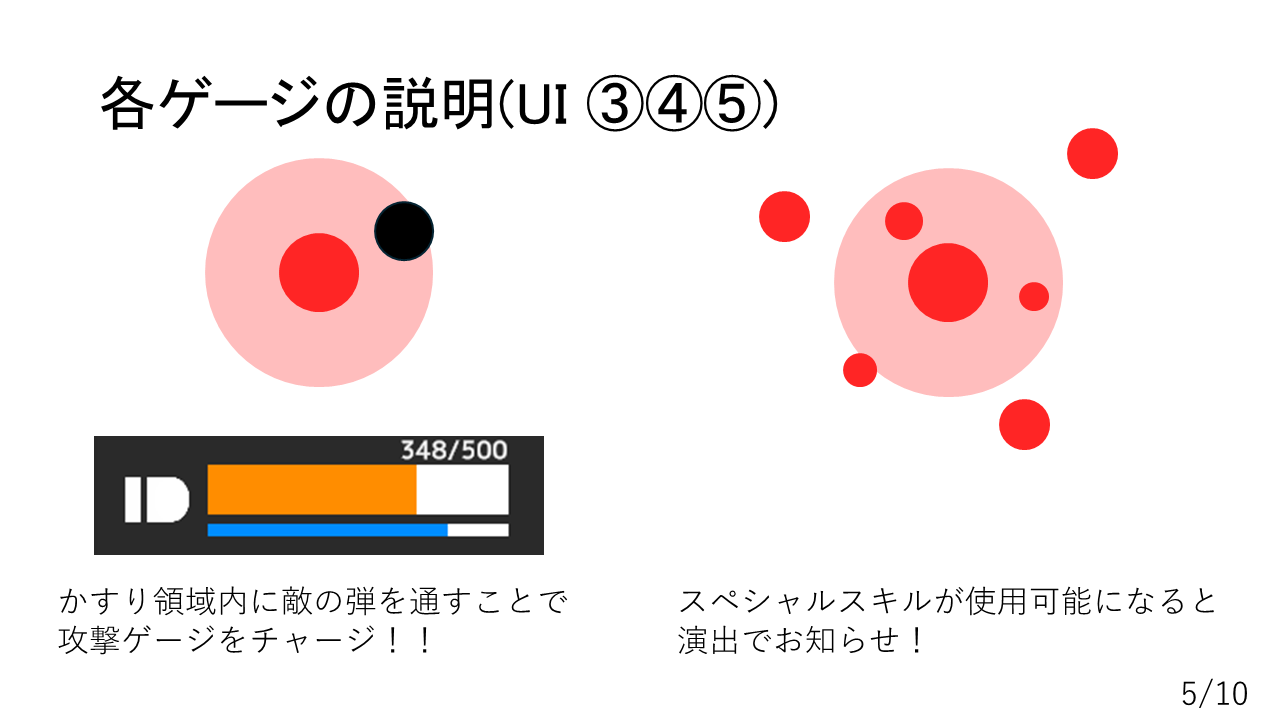 各ゲージの説明(UI ③④⑤)
348/500
かすり領域内に敵の弾を通すことで
攻撃ゲージをチャージ！！
スペシャルスキルが使用可能になると
演出でお知らせ！
5/10